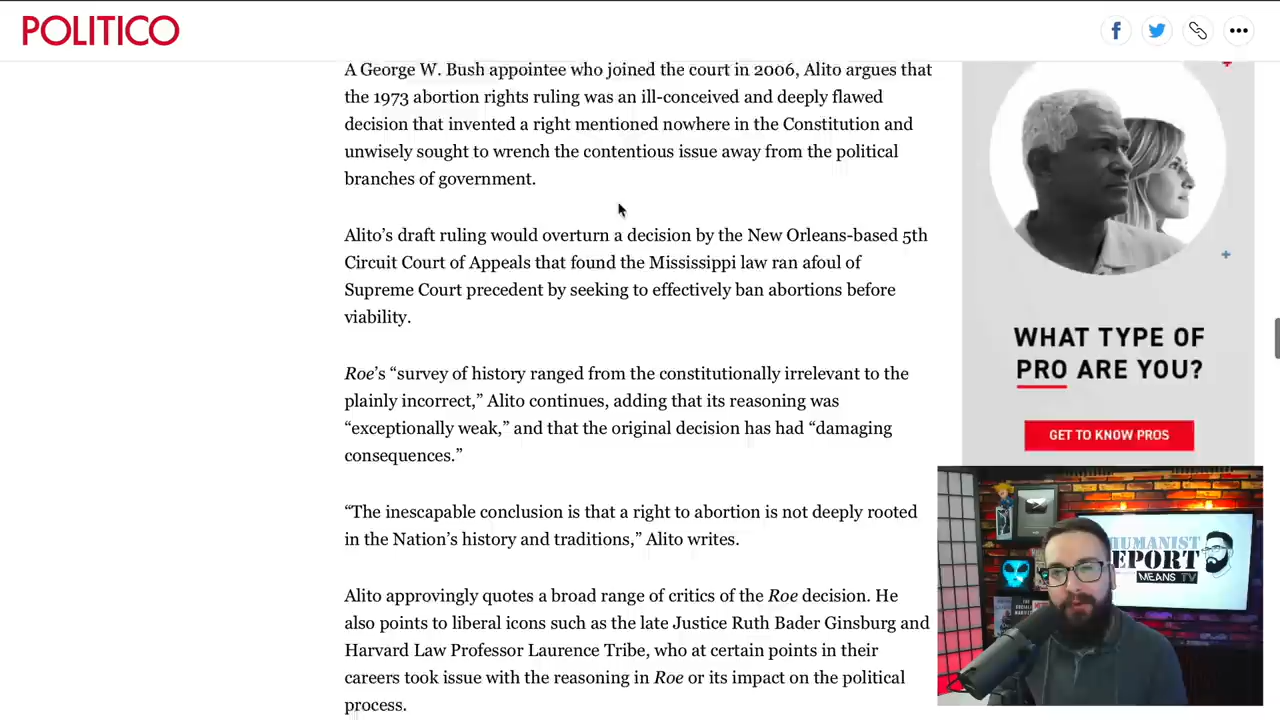 POLITICO
A George W. Bush appointee who joined the court in 2006, Alito argues that
the 1973 abortion rights ruling was an ill-conceived and deeply flawed
decision that invented a right mentioned nowhere in the Constitution and
unwisely sought to wrench the contentious issue away from the political
branches of government.
Alito’s draft ruling would overturn a decision by the New Orleans-based 5th
Circuit Court of Appeals that found the Mississippi law ran afoul of
Supreme Court precedent by seeking to effectively ban abortions before
viability.
Roe’s “survey of history ranged from the constitutionally irrelevant to the
plainly incorrect,” Alito continues, adding that its reasoning was
“exceptionally weak,” and that the original decision has had “damaging
consequences.”
“The inescapable conclusion is that a right to abortion is not deeply rooted
in the Nation’s history and traditions,” Alito writes.
Alito approvingly quotes a broad range of critics of the Roe decision. He
also points to liberal icons such as the late Justice Ruth Bader Ginsburg and
Harvard Law Professor Laurence Tribe, who at certain points in their
careers took issue with the reasoning in Roe or its impact on the political
process.
WHAT TYPE OF
PRO ARE YOU?
GET TO KNOW PROS
HUMANIST
EPORT
MEANS TV